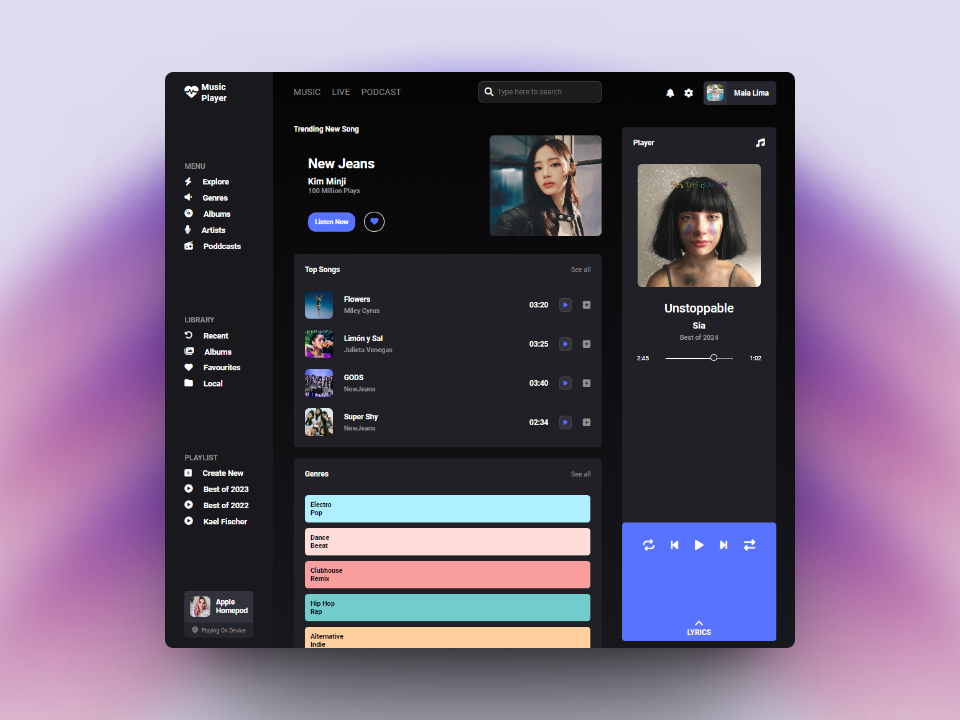 Music
Player
MUSIC LIVE PODCAST
Type here to search
Maia Lima
MENU
Explore
Genres
Albums
Artists
Poddcasts
LIBRARY
Recent
Albums
Favourites
Local
PLAYLIST
Create New
Best of 2023
Best of 2022
Kael Fischer
Apple
Homepod
Playing On Device
Trending New Song
New Jeans
Kim Minji
100 Million Plays
Listen Now
Top Songs See all
Flowers
Miley Cyrus
03:20
Limón y Sal
Julieta Venegas
03:25
GODS
NewJeans
03:40
Super Shy
NewJeans
02:34
Genres See all
Electro
Pop
Dance
Beeat
Clubhouse
Remix
Hip Hop
Rap
Alternative
Indie
Player
Unstoppable
Sia
Best of 2024
2:45 1:02
LYRICS